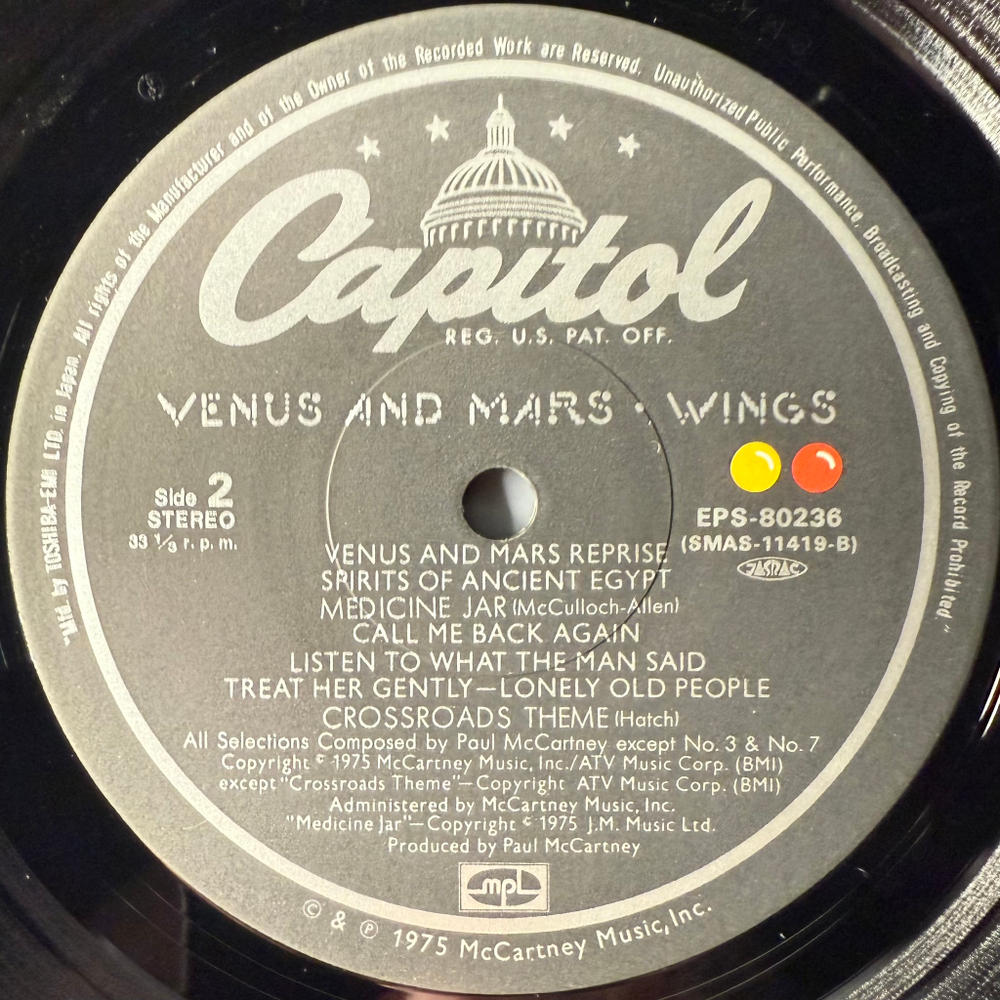 "Mfd. by TOSHIBA-EMI LTD. in Japan. All rights of the Manufacturer and of the Owner of the Recorded Work are Reserved. Unauthorized Public Performance. Broadcasting and Copying of the Record Prohibited."
Capitol
REG. U.S. PAT. OFF.
VENUS AND MARS · WINGS
Side 2
STEREO
33 1/3 r. p. m.
EPS-80236
(SMAS-11419-B)
JASRAC
VENUS AND MARS REPRISE
SPIRITS OF ANCIENT EGYPT
MEDICINE JAR (McCulloch-Allen)
CALL ME BACK AGAIN
LISTEN TO WHAT THE MAN SAID
TREAT HER GENTLY—LONELY OLD PEOPLE
CROSSROADS THEME (Hatch)
All Selections Composed by Paul McCartney except No. 3 & No. 7
Copyright © 1975 McCartney Music, Inc./ATV Music Corp. (BMI)
except "Crossroads Theme"—Copyright ATV Music Corp. (BMI)
Administered by McCartney Music, Inc.
"Medicine Jar"—Copyright © 1975 J.M. Music Ltd.
Produced by Paul McCartney
mpl
© & ℗ 1975 McCartney Music, Inc.